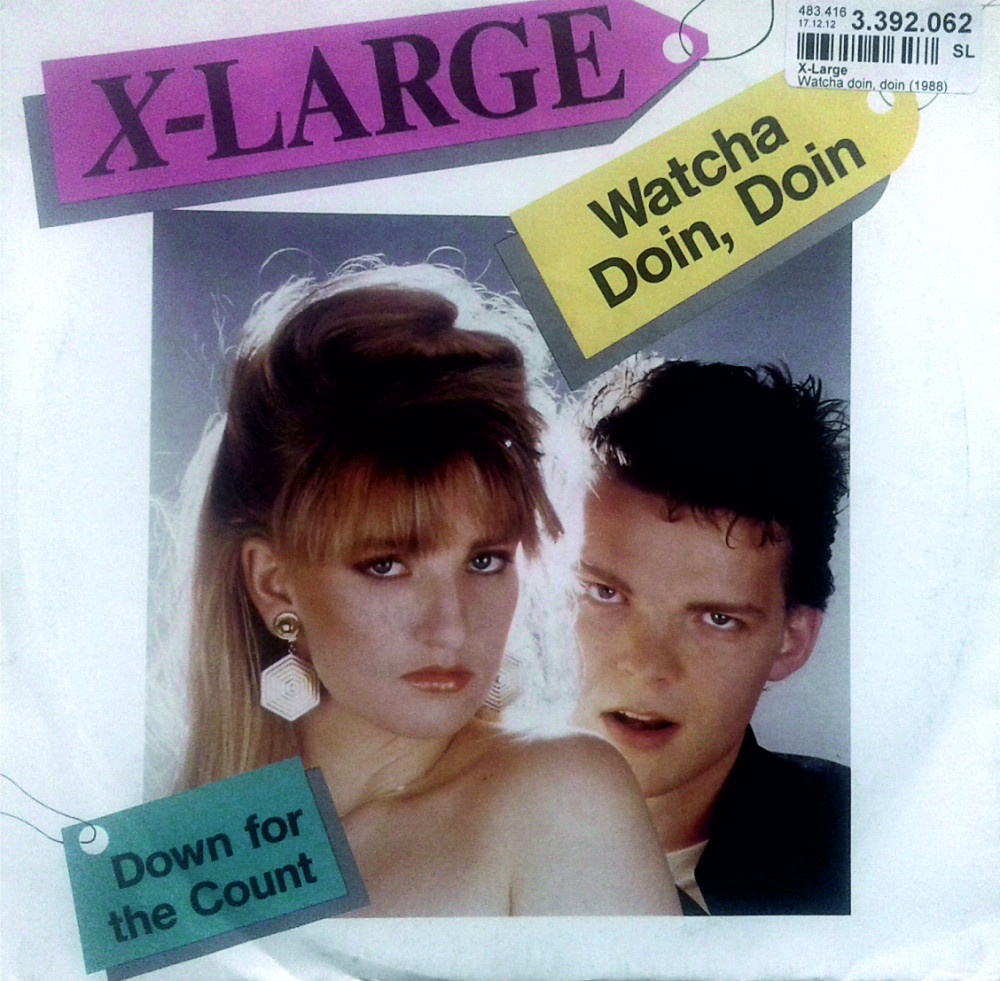 X-LARGE
483.416
17.12.12
3.392.062
SL
X-Large
Watcha doin, doin (1988)
Watcha
Doin, Doin
Down for
the Count